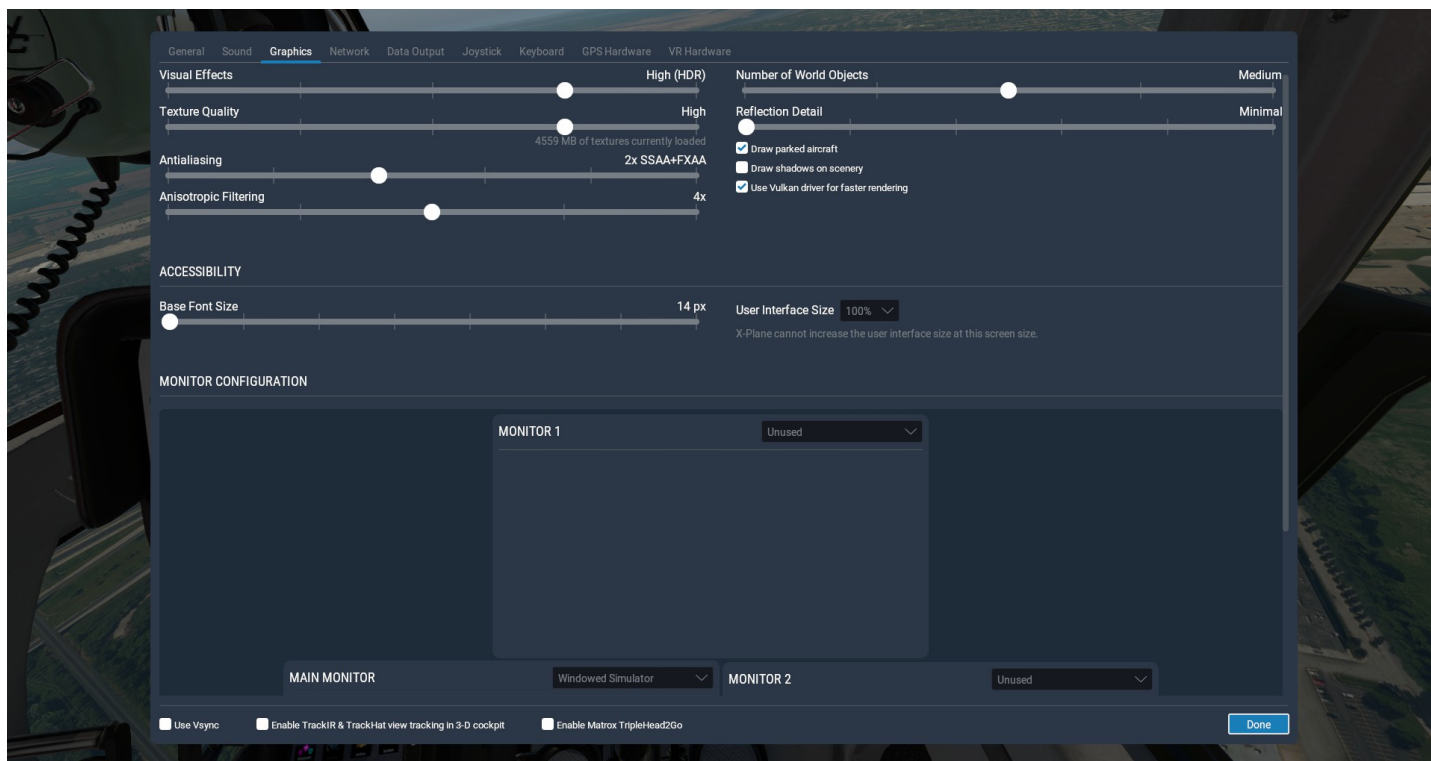 General Sound Graphics Network Data Output Joystick Keyboard GPS Hardware VR Hardware
Visual Effects High (HDR)
Texture Quality High
4559 MB of textures currently loaded
Antialiasing 2x SSAA+FXAA
Anisotropic Filtering 4x
Number of World Objects Medium
Reflection Detail Minimal
Draw parked aircraft
Draw shadows on scenery
Use Vulkan driver for faster rendering
ACCESSIBILITY
Base Font Size 14 px
User Interface Size 100%
X-Plane cannot increase the user interface size at this screen size.
MONITOR CONFIGURATION
MONITOR 1 Unused
MAIN MONITOR Windowed Simulator
MONITOR 2 Unused
Use Vsync Enable TrackIR & TrackHat view tracking in 3-D cockpit Enable Matrox TripleHead2Go Done